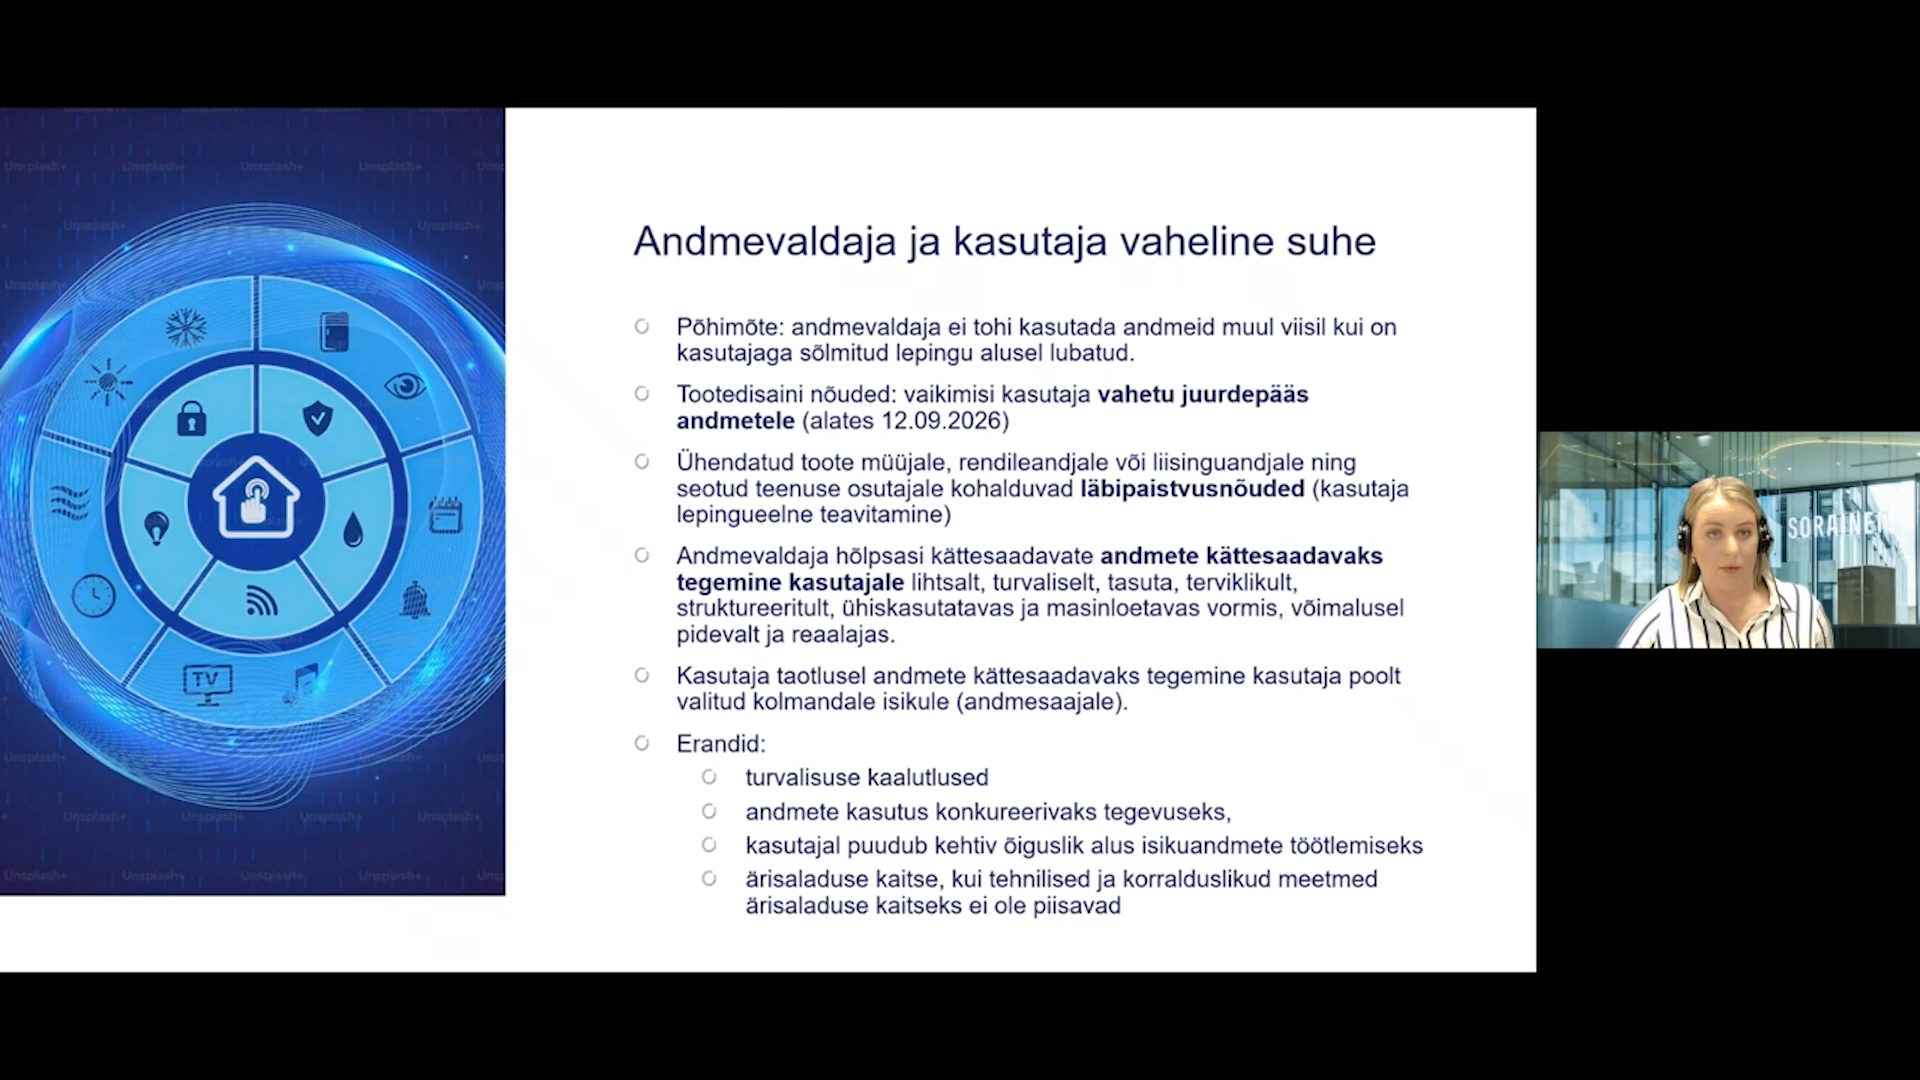 Andmevaldaja ja kasutaja vaheline suhe
Põhimõte: andmevaldaja ei tohi kasutada andmeid muul viisil kui on
kasutajaga sõlmitud lepingu alusel lubatud.
Tootedisaini nõuded: vaikimisi kasutaja vahetu juurdepääs
andmetele (alates 12.09.2026)
Ühendatud toote müüjale, rendileandjale või liisinguandjale ning
seotud teenuse osutajale kohalduvad läbipaistvusnõuded (kasutaja
lepingueelne teavitamine)
Andmevaldaja hõlpsasi kättesaadavate andmete kättesaadavaks
tegemine kasutajale lihtsalt, turvaliselt, tasuta, terviklikult,
struktureeritult, ühiskasutatavas ja masinloetavas vormis, võimalusel
pidevalt ja reaalajas.
Kasutaja taotlusel andmete kättesaadavaks tegemine kasutaja poolt
valitud kolmandale isikule (andmesaajale).
Erandid:
turvalisuse kaalutlused
andmete kasutus konkureerivaks tegevuseks,
kasutajal puudub kehtiv õiguslik alus isikuandmete töötlemiseks
ärisaladuse kaitse, kui tehnilised ja korralduslikud meetmed
ärisaladuse kaitseks ei ole piisavad
TV
Unsplash+
SORAINEN